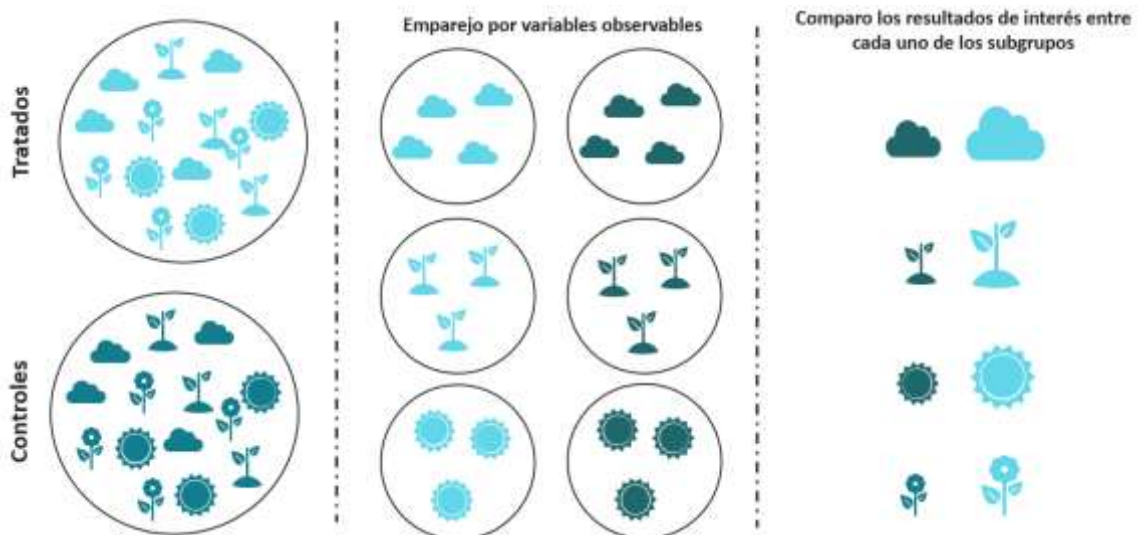 Tratados
Controles
Emparejo por variables observables
Comparo los resultados de interés entre
cada uno de los subgrupos